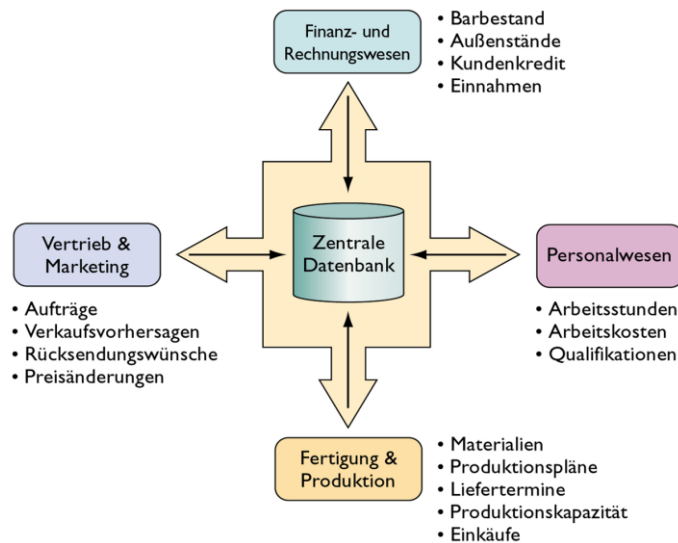 Finanz- und
Rechnungswesen
• Barbestand
• Außenstände
• Kundenkredit
• Einnahmen
Vertrieb &
Marketing
• Aufträge
• Verkaufsvorhersagen
• Rücksendungswünsche
• Preisänderungen
Zentrale
Datenbank
Personalwesen
• Arbeitsstunden
• Arbeitskosten
• Qualifikationen
Fertigung &
Produktion
• Materialien
• Produktionspläne
• Liefertermine
• Produktionskapazität
• Einkäufe